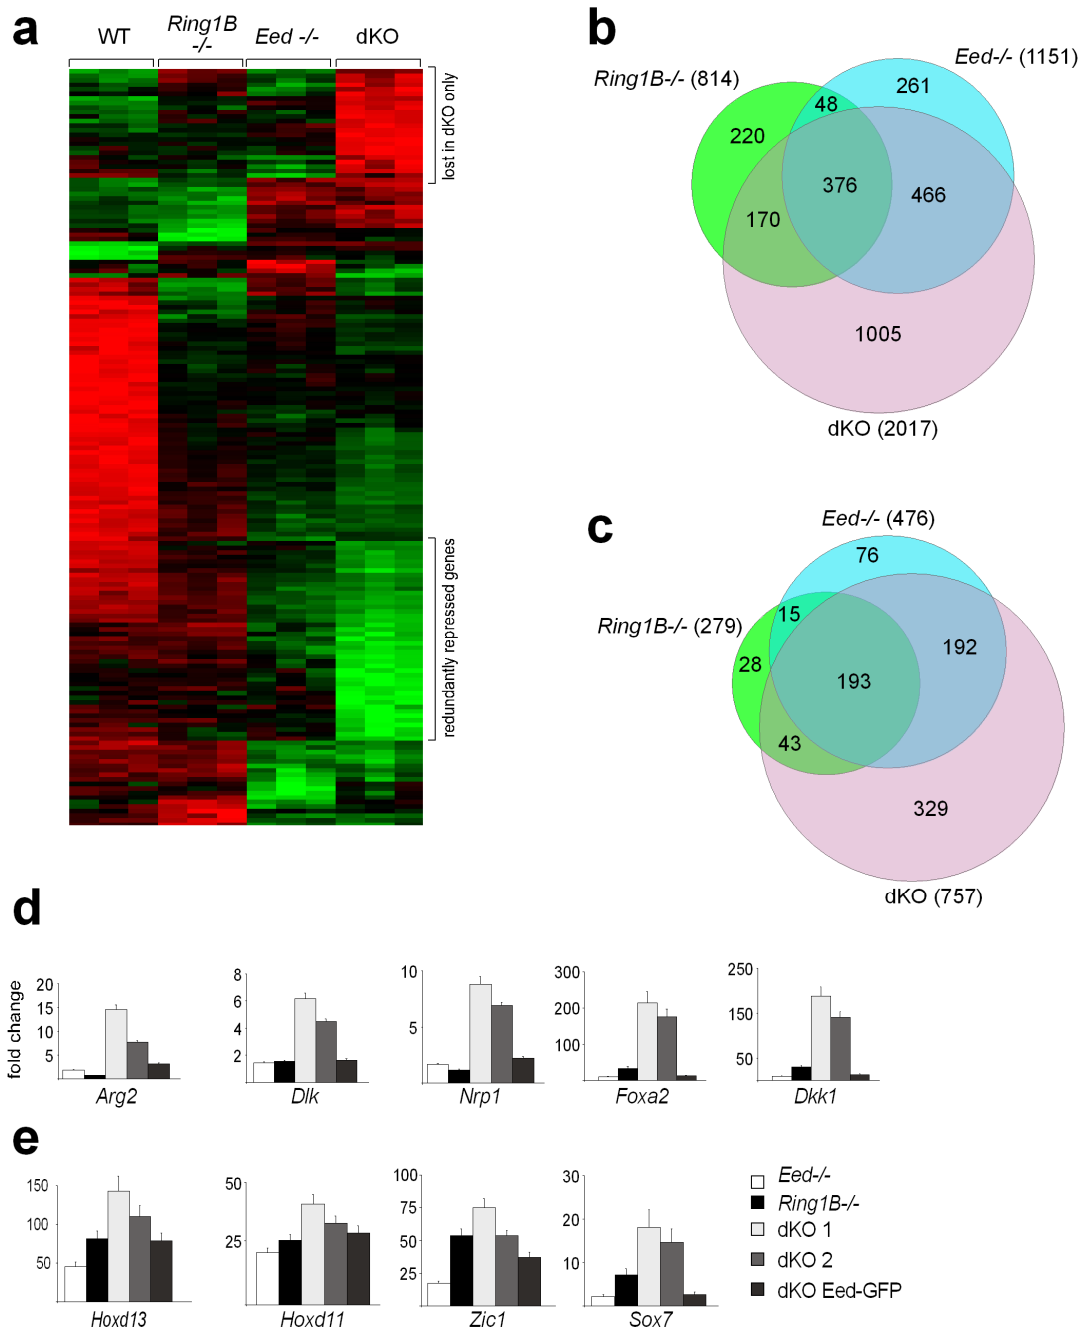 a
WT
Ring1B
-/-
Eed -/-
dKO
lost in dKO only
redundantly repressed genes
b
Ring1B-/- (814)
Eed-/- (1151)
261
48
220
376
466
170
1005
dKO (2017)
c
Eed-/- (476)
76
Ring1B-/- (279)
15
28
193
192
43
329
dKO (757)
d
fold change
20
15
10
5
Arg2
8
6
4
2
Dlk
10
5
Nrp1
300
200
100
Foxa2
250
150
50
Dkk1
e
150
100
50
Hoxd13
50
25
Hoxd11
100
75
50
25
Zic1
30
20
10
Sox7
Eed-/-
Ring1B-/-
dKO 1
dKO 2
dKO Eed-GFP